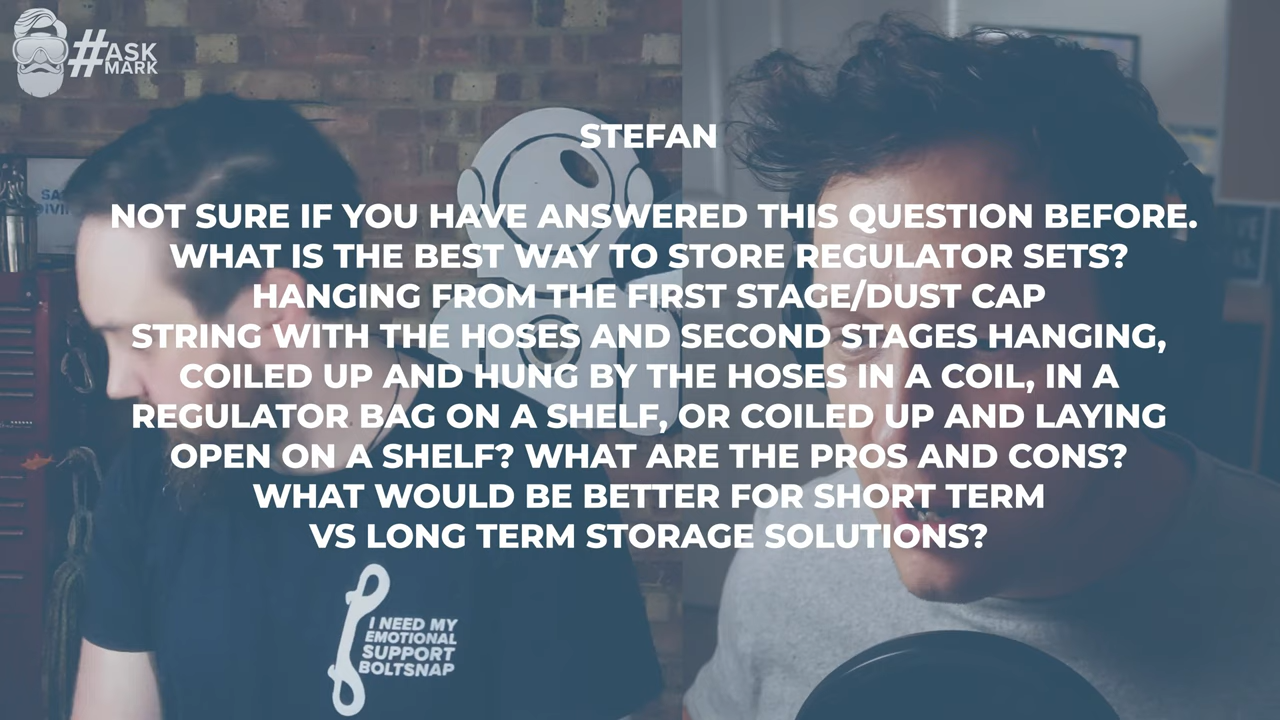 #ASK
MARK
STEFAN
NOT SURE IF YOU HAVE ANSWERED THIS QUESTION BEFORE.
WHAT IS THE BEST WAY TO STORE REGULATOR SETS?
HANGING FROM THE FIRST STAGE/DUST CAP
STRING WITH THE HOSES AND SECOND STAGES HANGING,
COILED UP AND HUNG BY THE HOSES IN A COIL, IN A
REGULATOR BAG ON A SHELF, OR COILED UP AND LAYING
OPEN ON A SHELF? WHAT ARE THE PROS AND CONS?
WHAT WOULD BE BETTER FOR SHORT TERM
VS LONG TERM STORAGE SOLUTIONS?
I NEED MY
EMOTIONAL
SUPPORT
BOLTSNAP